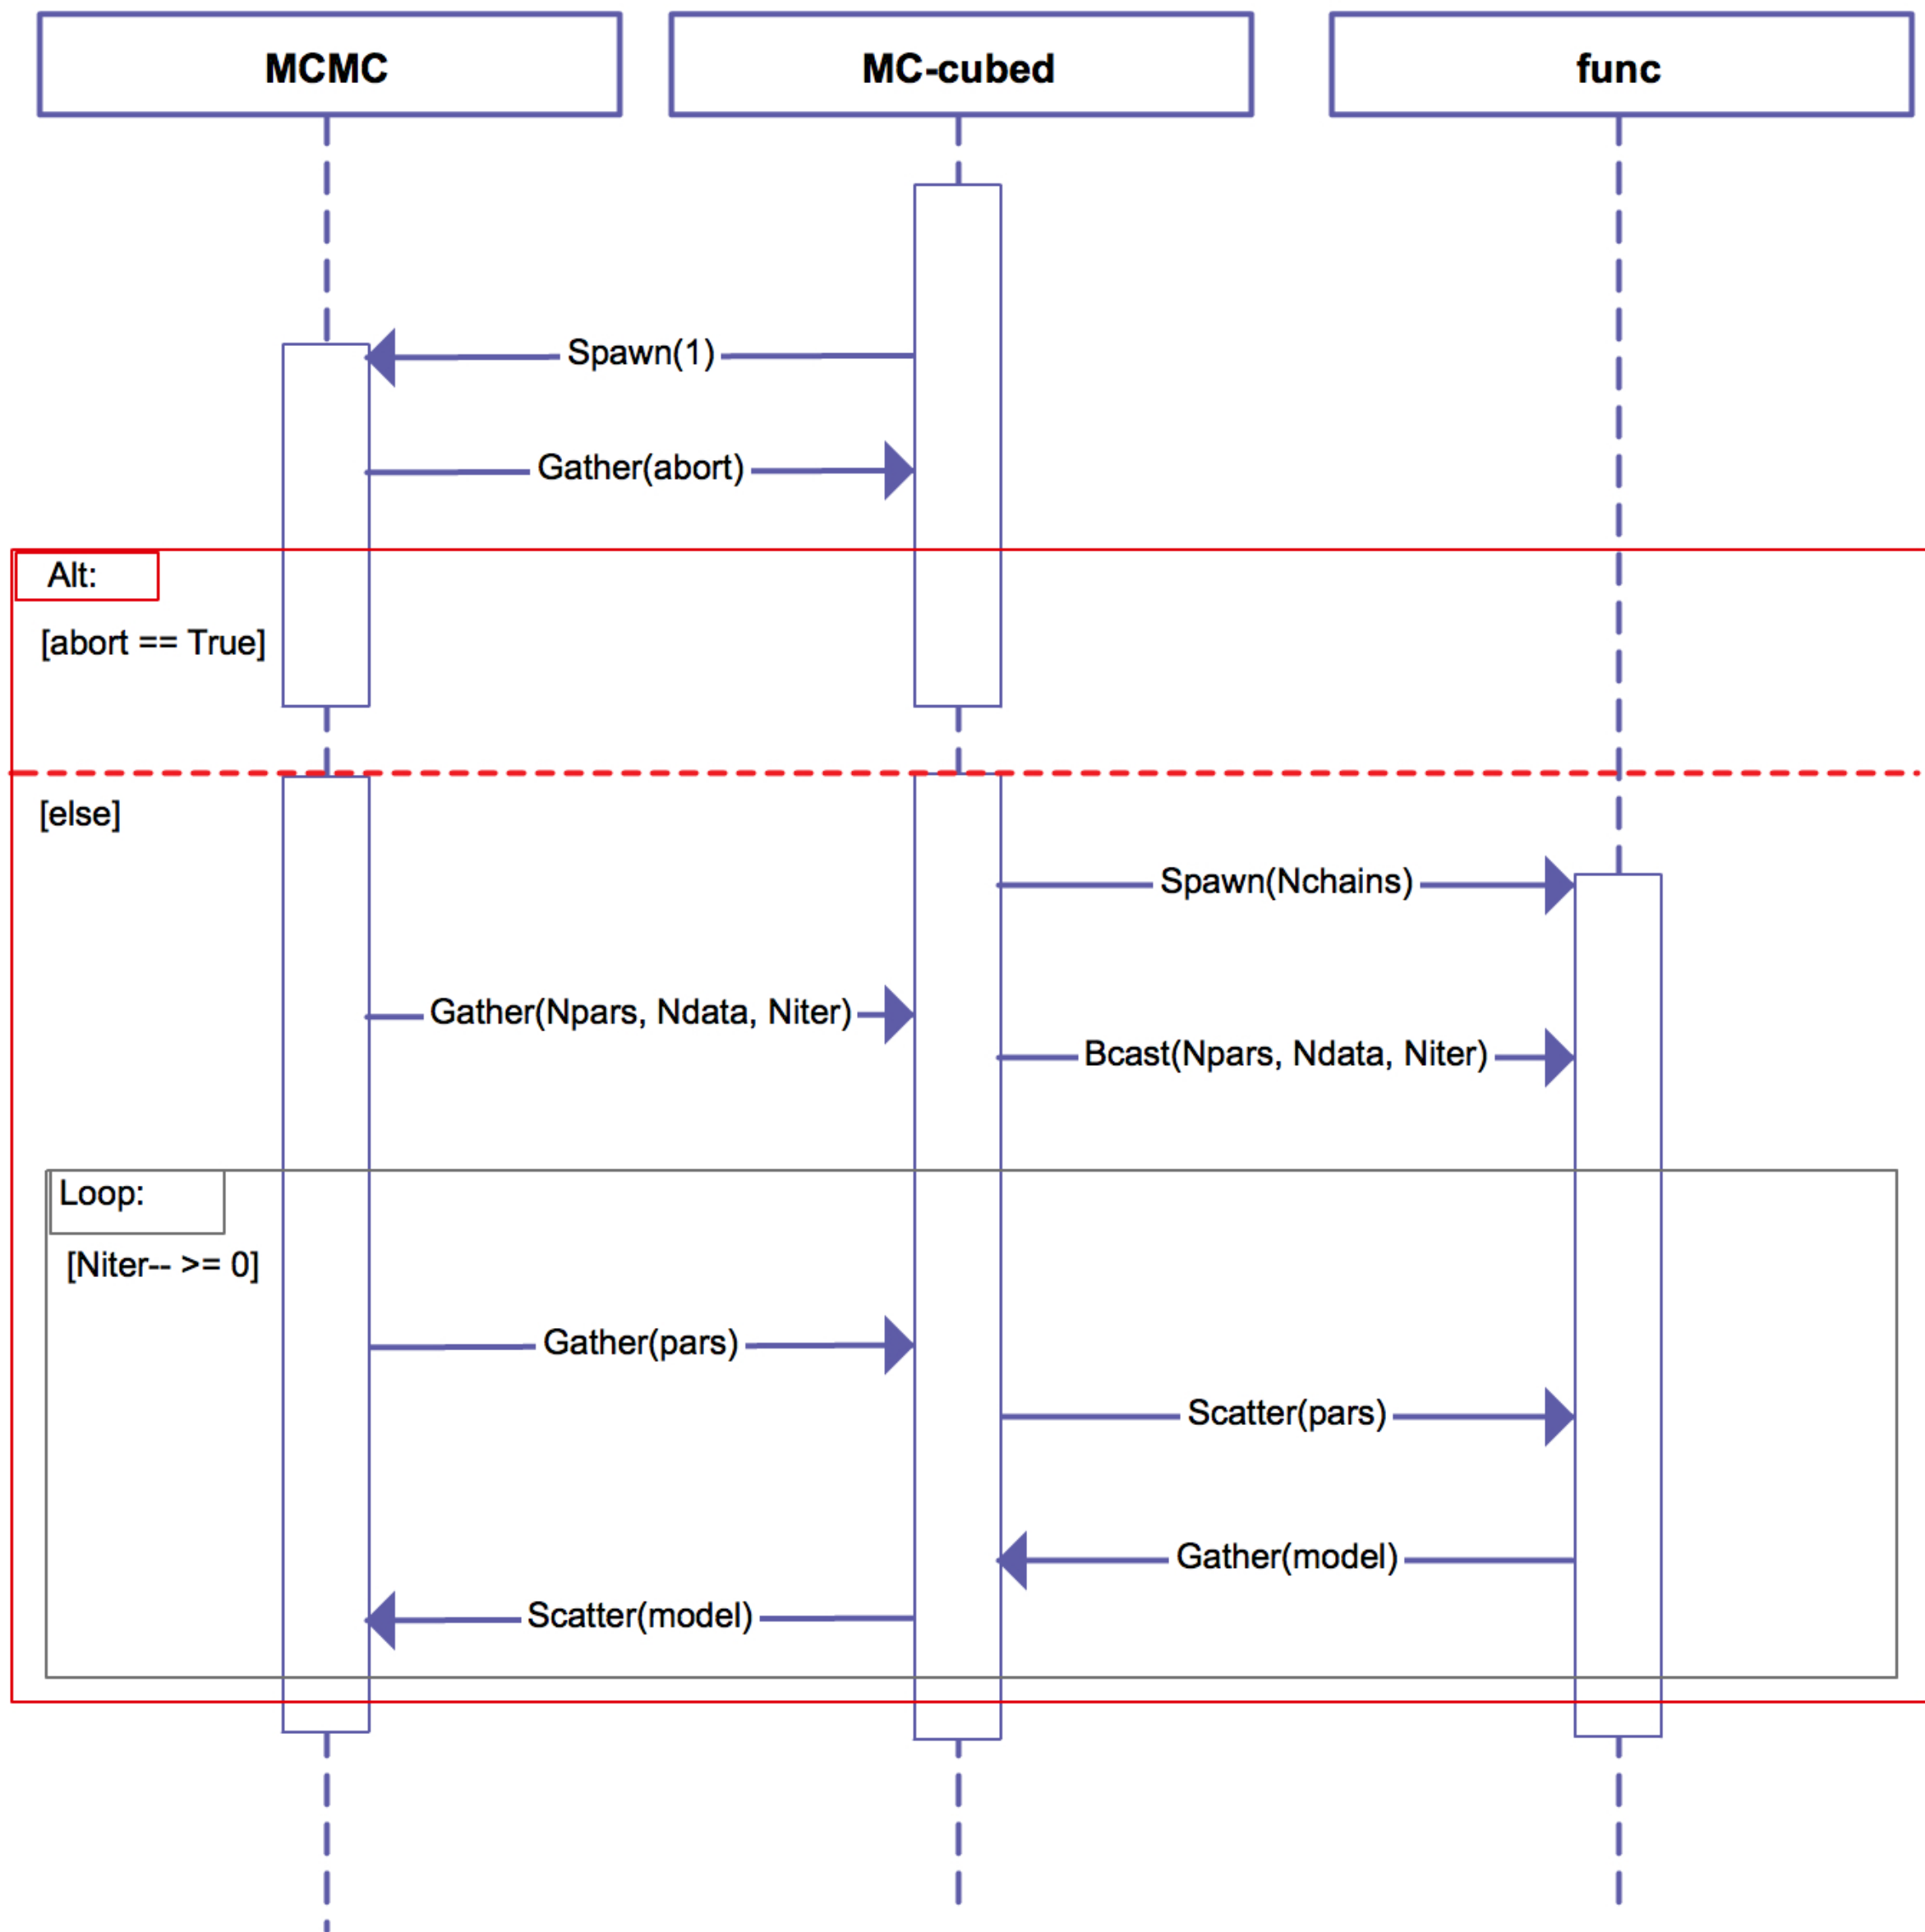 MCMC
MC-cubed
func
Spawn(1)
Gather(abort)
Alt:
[abort == True]
[else]
Spawn(Nchains)
Gather(Npars, Ndata, Niter)
Bcast(Npars, Ndata, Niter)
Loop:
[Niter-- >= 0]
Gather(pars)
Scatter(pars)
Gather(model)
Scatter(model)